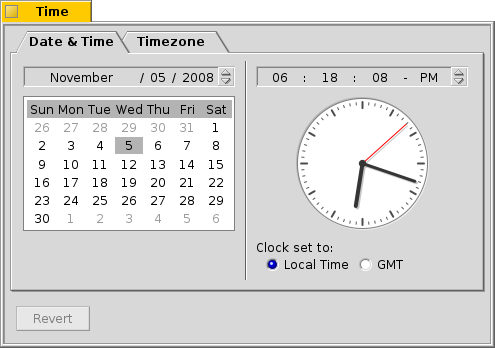 Time
Date & Time Timezone
November / 05 / 2008
06 : 18 : 08 - PM
Sun Mon Tue Wed Thu Fri Sat
26 27 28 29 30 31 1
2 3 4 5 6 7 8
9 10 11 12 13 14 15
16 17 18 19 20 21 22
23 24 25 26 27 28 29
30 1 2 3 4 5 6
Clock set to:
Local Time GMT
Revert